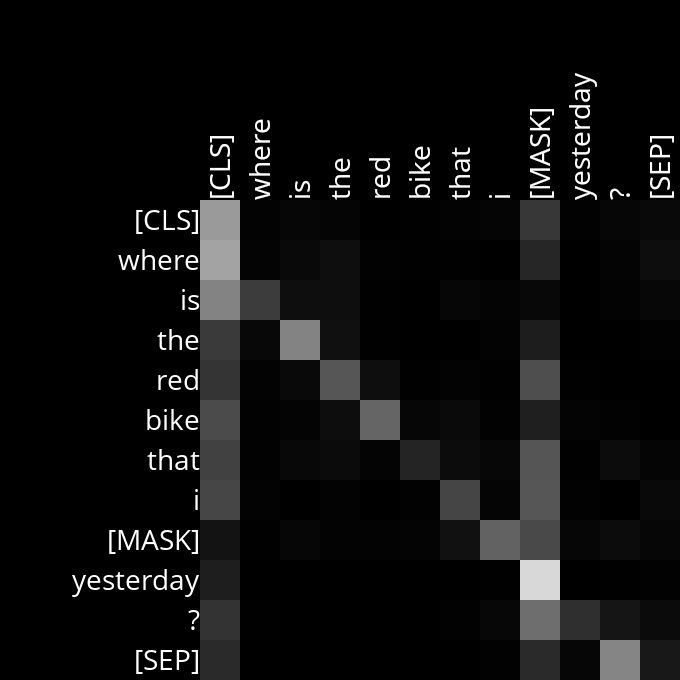 [CLS] where is the red bike that i [MASK] yesterday ? [SEP]
[CLS]
where
is
the
red
bike
that
i
[MASK]
yesterday
?
[SEP]